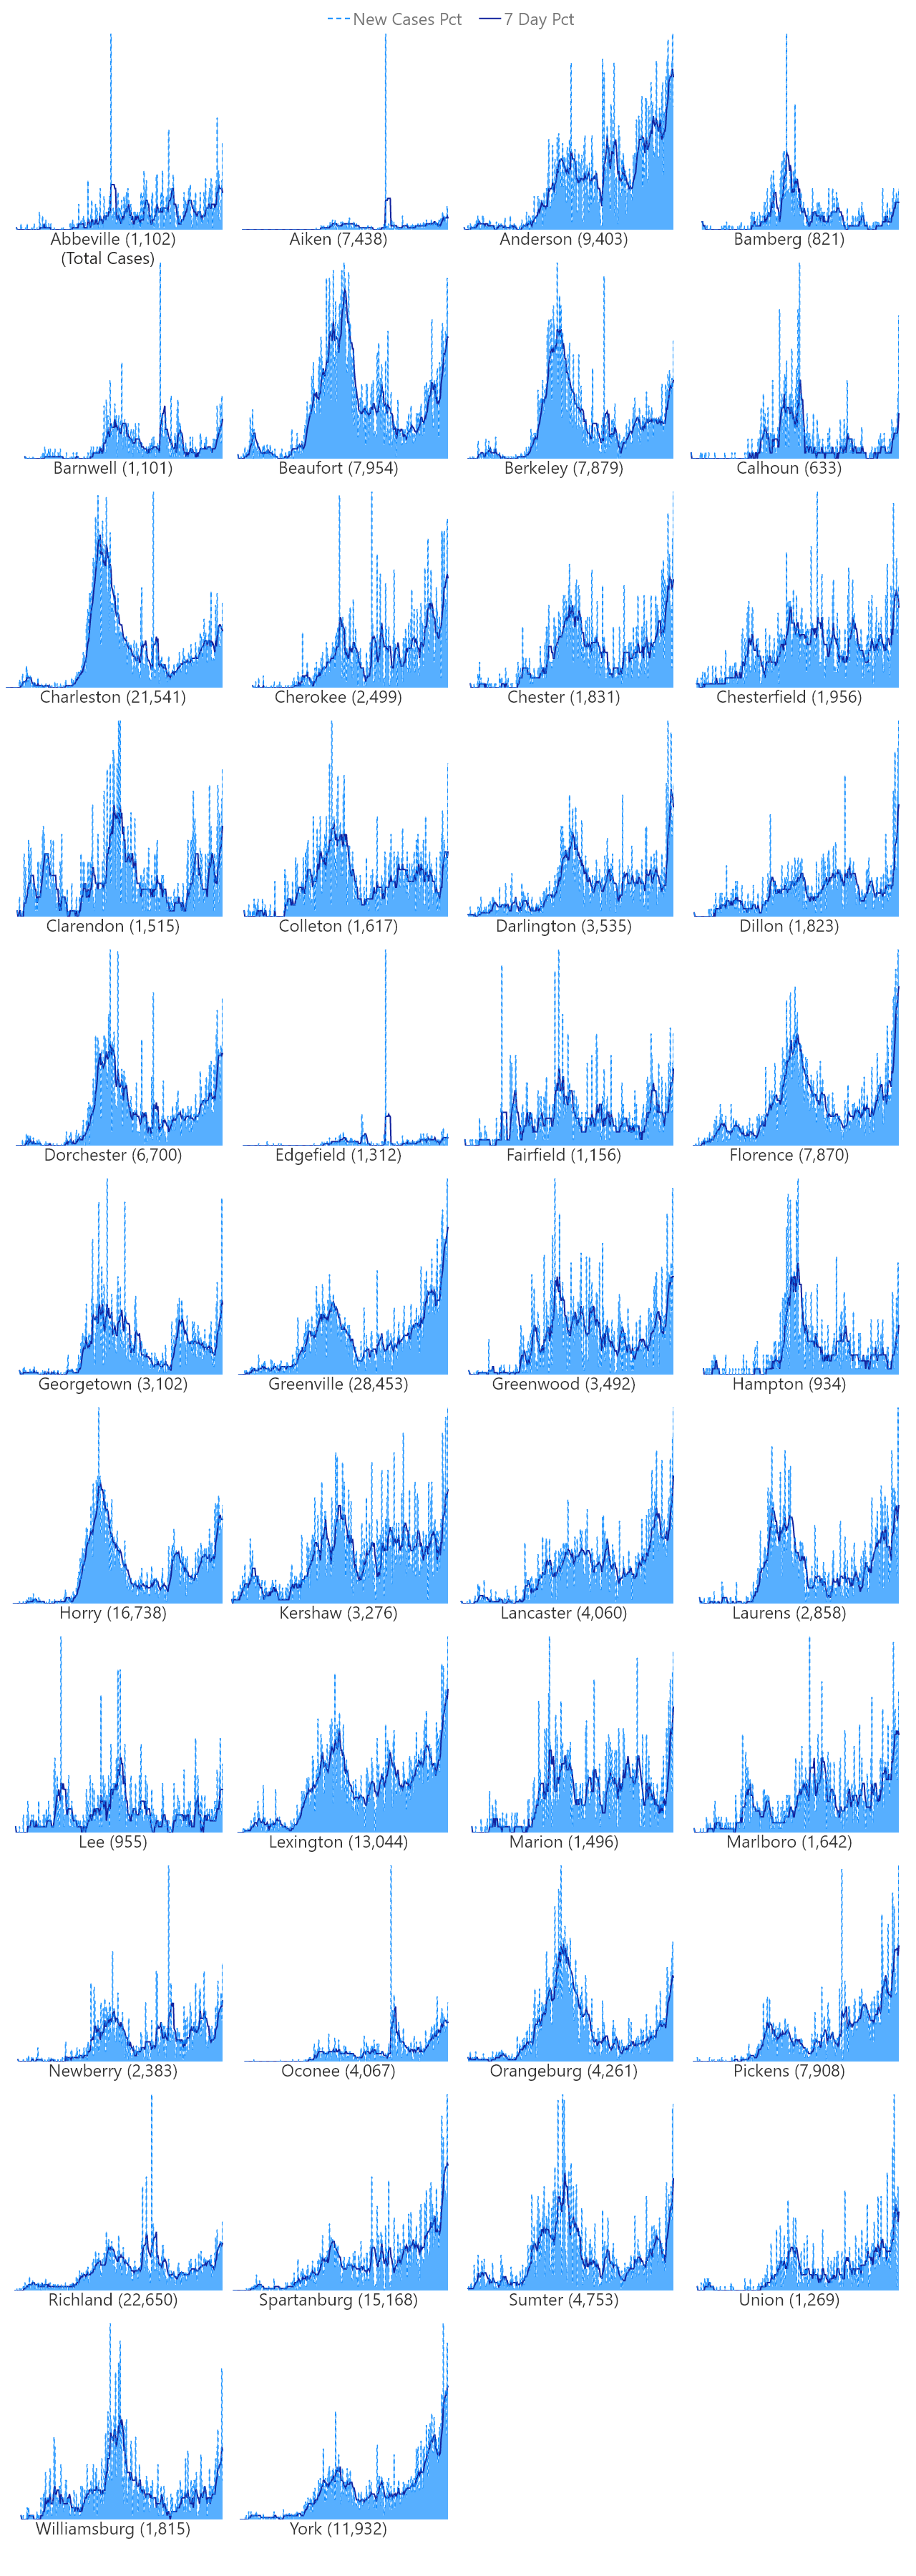 New Cases Pct 7 Day Pct
Abbeville (1,102) Aiken (7,438) Anderson (9,403) Bamberg (821)
(Total Cases)
Barnwell (1,101) Beaufort (7,954) Berkeley (7,879) Calhoun (633)
Charleston (21,541) Cherokee (2,499) Chester (1,831) Chesterfield (1,956)
Clarendon (1,515) Colleton (1,617) Darlington (3,535) Dillon (1,823)
Dorchester (6,700) Edgefield (1,312) Fairfield (1,156) Florence (7,870)
Georgetown (3,102) Greenville (28,453) Greenwood (3,492) Hampton (934)
Horry (16,738) Kershaw (3,276) Lancaster (4,060) Laurens (2,858)
Lee (955) Lexington (13,044) Marion (1,496) Marlboro (1,642)
Newberry (2,383) Oconee (4,067) Orangeburg (4,261) Pickens (7,908)
Richland (22,650) Spartanburg (15,168) Sumter (4,753) Union (1,269)
Williamsburg (1,815) York (11,932)